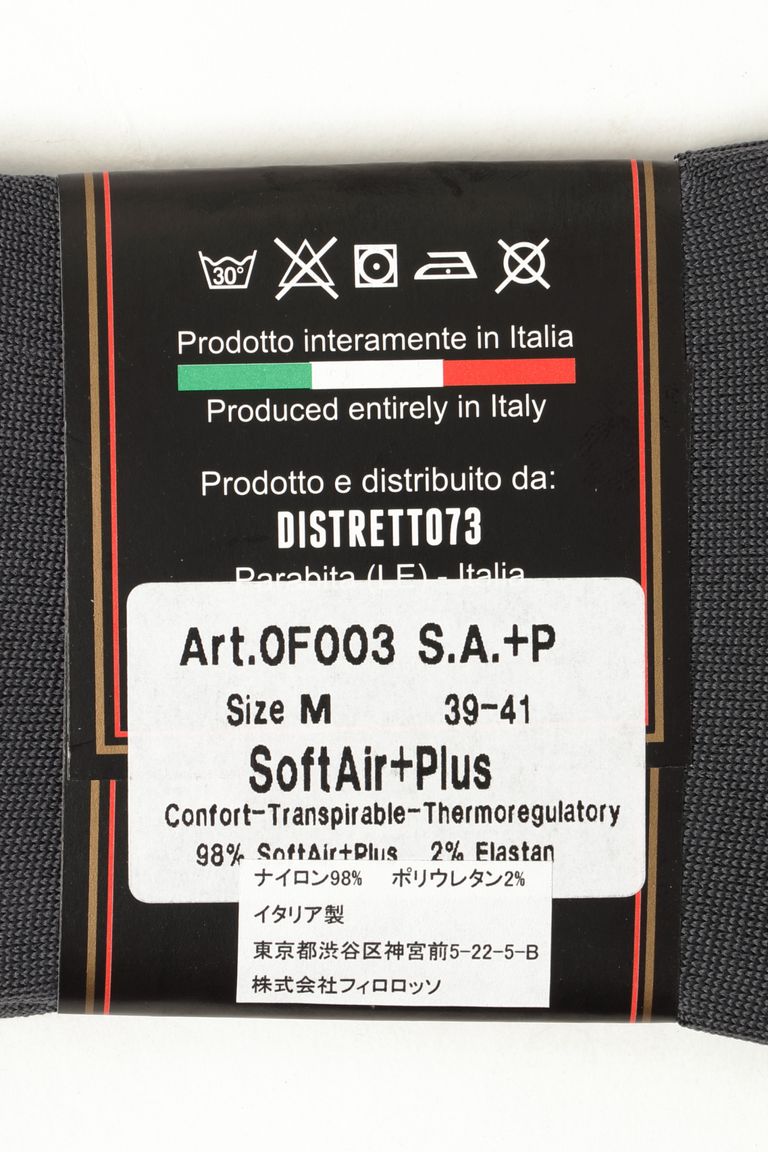 30°
Prodotto interamente in Italia
Produced entirely in Italy
Prodotto e distribuito da:
DISTRETTO73
Parabita (LE) - Italia
Art.OF003 S.A.+P
Size M 39-41
SoftAir+Plus
Confort-Transpirable-Thermoregulatory
98% SoftAir+Plus 2% Elastan
ナイロン98% ポリウレタン2%
イタリア製
東京都渋谷区神宮前5-22-5-B
株式会社フィロロッソ